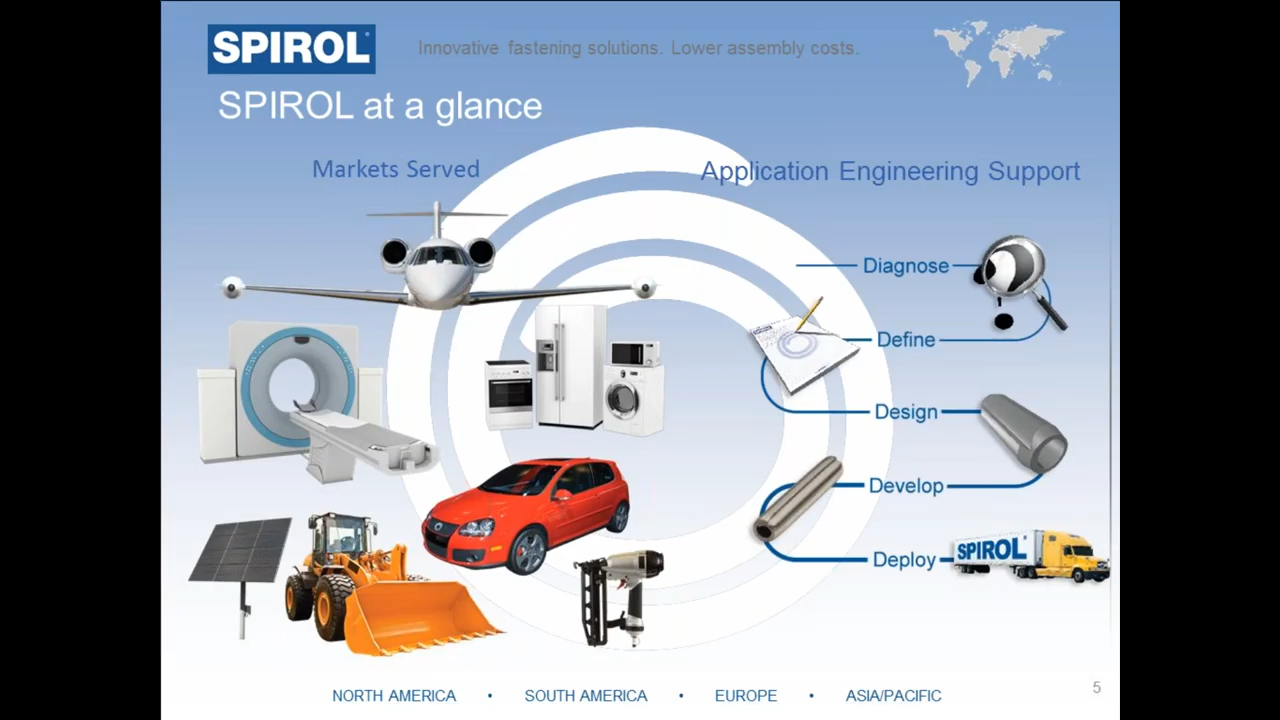 SPIROL
Innovative fastening solutions. Lower assembly costs.
SPIROL at a glance
Markets Served
Application Engineering Support
Diagnose
Define
Design
Develop
Deploy
SPIROL
NORTH AMERICA • SOUTH AMERICA • EUROPE • ASIA/PACIFIC
5